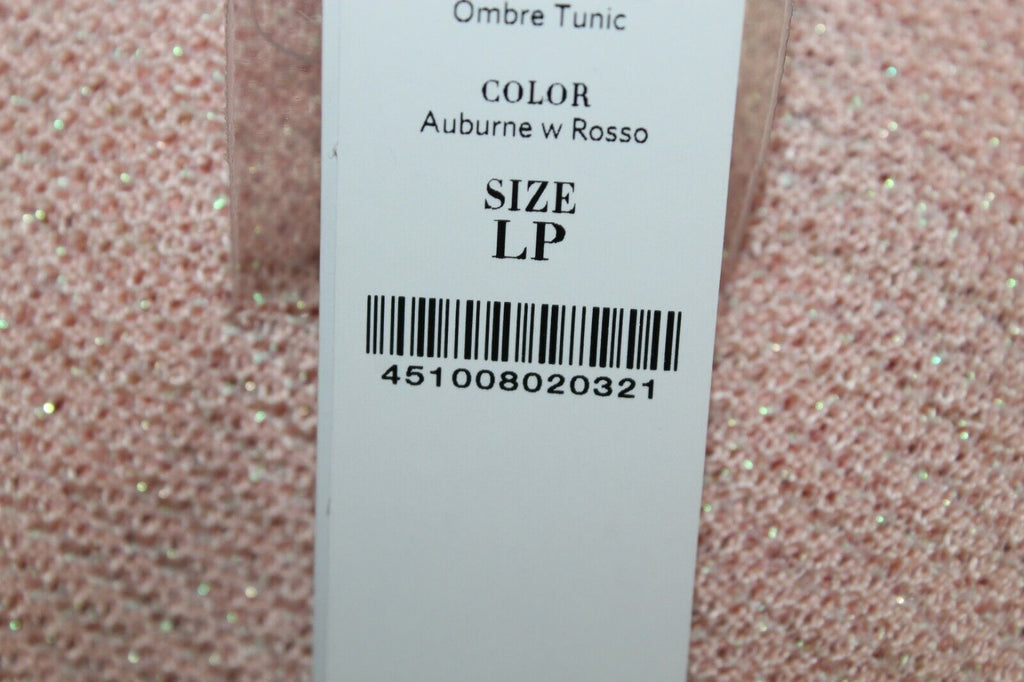 Ombre Tunic
COLOR
Auburne w Rosso
SIZE
LP
451008020321